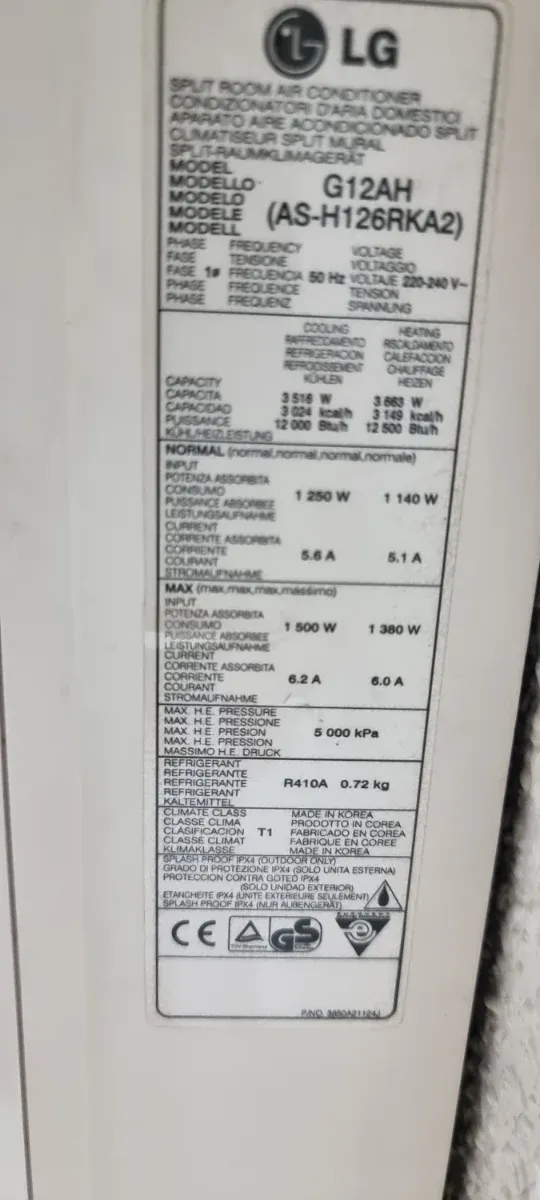 LG
SPLIT ROOM AIR CONDITIONER
CONDIZIONATORI D'ARIA DOMESTICI
APARATO AIRE ACONDICIONADO SPLIT
CLIMATISEUR SPLIT MURAL
SPLIT-RAUMKLIMAGERÄT
MODEL
MODELLO
MODELO
MODELE
MODELL
G12AH
(AS-H126RKA2)
PHASE FREQUENCY VOLTAGE
FASE TENSIONE VOLTAGGIO
FASE 1ø FRECUENCIA 50 Hz VOLTAJE 220-240 V~
PHASE FREQUENCE TENSION
PHASE FREQUENZ SPANNUNG
COOLING HEATING
RAFFREDDAMENTO RISCALDAMENTO
REFRIGERACION CALEFACCION
REFROIDISSEMENT CHAUFFAGE
KÜHLEN HEIZEN
CAPACITY
CAPACITA 3 516 W 3 663 W
CAPACIDAD 3 024 kcal/h 3 149 kcal/h
PUISSANCE 12 000 Btu/h 12 500 Btu/h
KÜHL/HEIZLEISTUNG
NORMAL (normal,normal,normal,normale)
INPUT
POTENZA ASSORBITA
CONSUMO 1 250 W 1 140 W
PUISSANCE ABSORBEE
LEISTUNGSAUFNAHME
CURRENT
CORRENTE ASSORBITA
CORRIENTE 5.6 A 5.1 A
COURANT
STROMAUFNAHME
MAX (max,max,max,massimo)
INPUT
POTENZA ASSORBITA
CONSUMO 1 500 W 1 380 W
PUISSANCE ABSORBEE
LEISTUNGSAUFNAHME
CURRENT
CORRENTE ASSORBITA
CORRIENTE 6.2 A 6.0 A
COURANT
STROMAUFNAHME
MAX. H.E. PRESSURE
MAX. H.E. PRESSIONE
MAX. H.E. PRESION 5 000 kPa
MAX. H.E. PRESSION
MASSIMO H.E. DRUCK
REFRIGERANT
REFRIGERANTE
REFRIGERANTE R410A 0.72 kg
REFRIGERANT
KALTEMITTEL
CLIMATE CLASS MADE IN KOREA
CLASSE CLIMA PRODOTTO IN COREA
CLASIFICACION T1 FABRICADO EN COREA
CLASSE CLIMAT FABRIQUE EN COREE
KLIMAKLASSE MADE IN KOREA
SPLASH PROOF IPX4 (OUTDOOR ONLY)
GRADO DI PROTEZIONE IPX4 (SOLO UNITA ESTERNA)
PROTECCION CONTRA GOTEO IPX4
(SOLO UNIDAD EXTERIOR)
ETANCHEITE IPX4 (UNITE EXTERIEURE SEULEMENT)
SPLASH PROOF IPX4 (NUR AUßENGERÄT)
CE
GS
P/NO. 3850A21124J